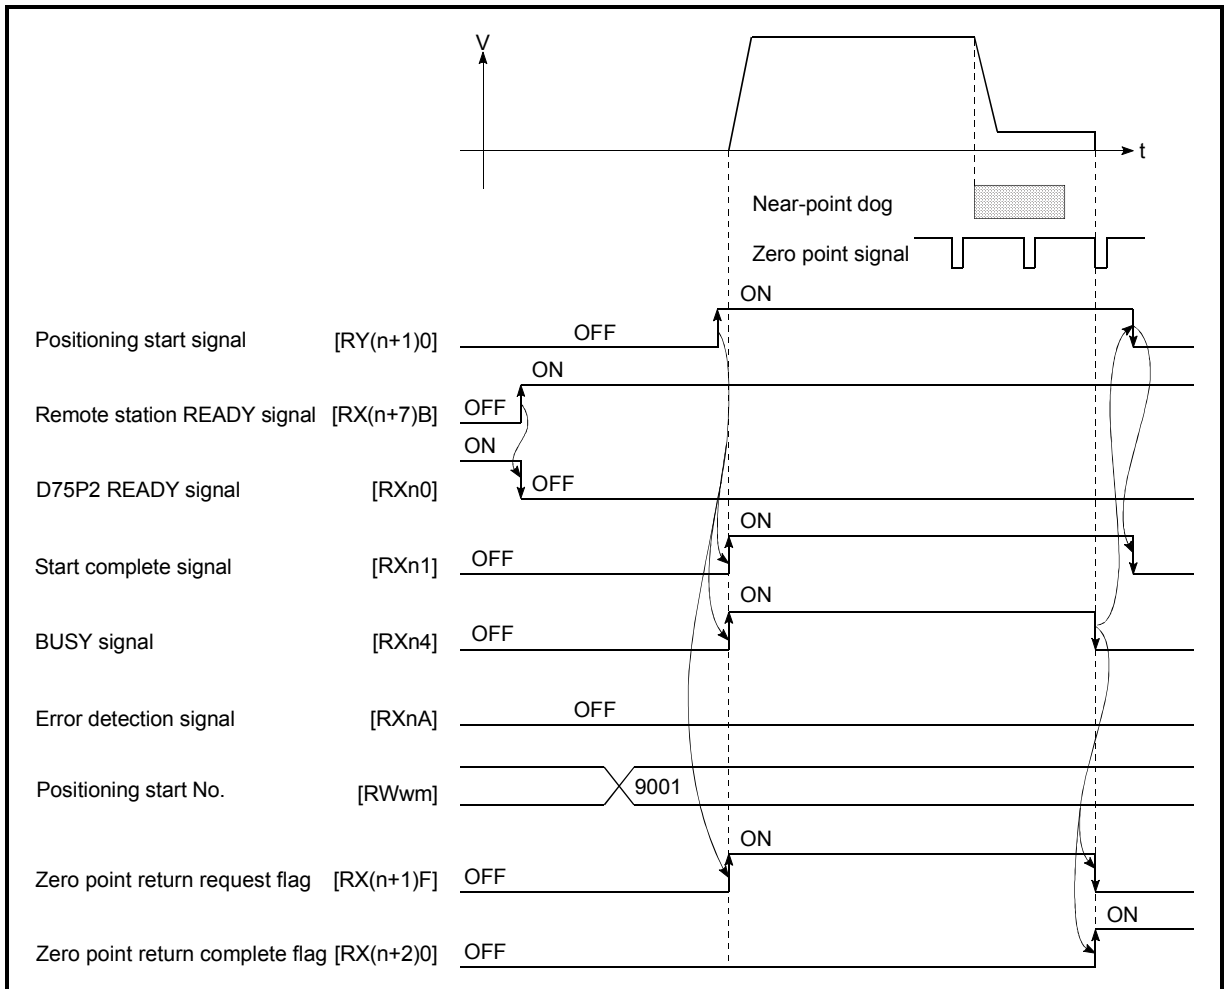 V
t
Near-point dog
Zero point signal
ON
Positioning start signal [RY(n+1)0] OFF
ON
Remote station READY signal [RX(n+7)B] OFF
ON
D75P2 READY signal [RXn0] OFF
ON
Start complete signal [RXn1] OFF
ON
BUSY signal [RXn4] OFF
Error detection signal [RXnA] OFF
Positioning start No. [RWwm] 9001
ON
Zero point return request flag [RX(n+1)F] OFF
ON
Zero point return complete flag [RX(n+2)0] OFF